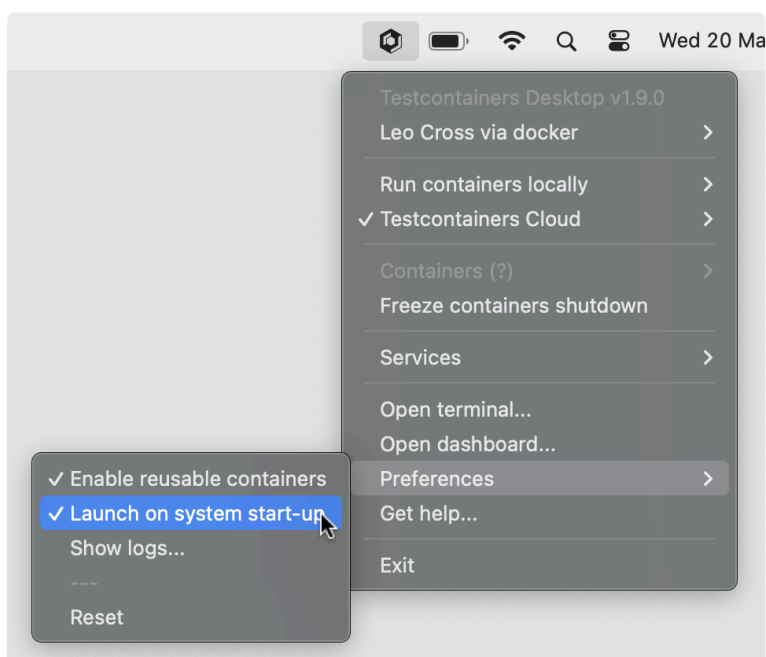 Wed 20 Ma
Testcontainers Desktop v1.9.0
Leo Cross via docker
Run containers locally
✓ Testcontainers Cloud
Containers (?)
Freeze containers shutdown
Services
Open terminal...
Open dashboard...
Preferences
Get help...
Exit
✓ Enable reusable containers
✓ Launch on system start-up
Show logs...
---
Reset